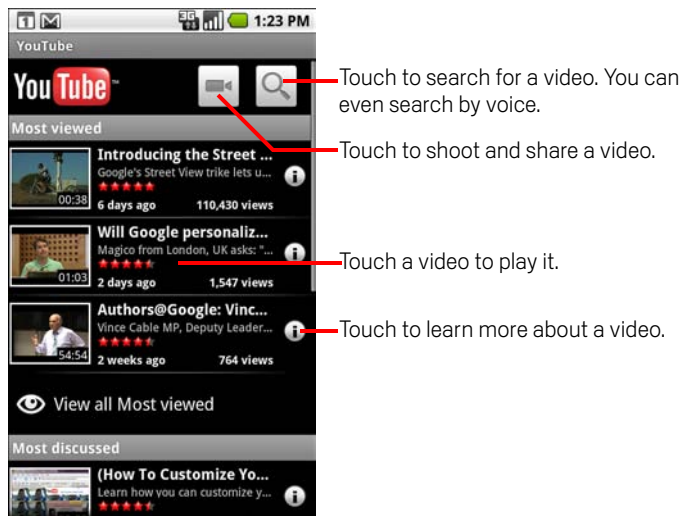 1 3G 1:23 PM
YouTube
YouTube™
Most viewed
Introducing the Street ...
Google's Street View trike lets u...
00:38
6 days ago 110,430 views
Will Google personaliz...
Magico from London, UK asks: "...
01:03
2 days ago 1,547 views
Authors@Google: Vinc...
Vince Cable MP, Deputy Leader...
54:54
2 weeks ago 764 views
View all Most viewed
Most discussed
(How To Customize Yo...
Learn how you can customize y...
Touch to search for a video. You can
even search by voice.
Touch to shoot and share a video.
Touch a video to play it.
Touch to learn more about a video.